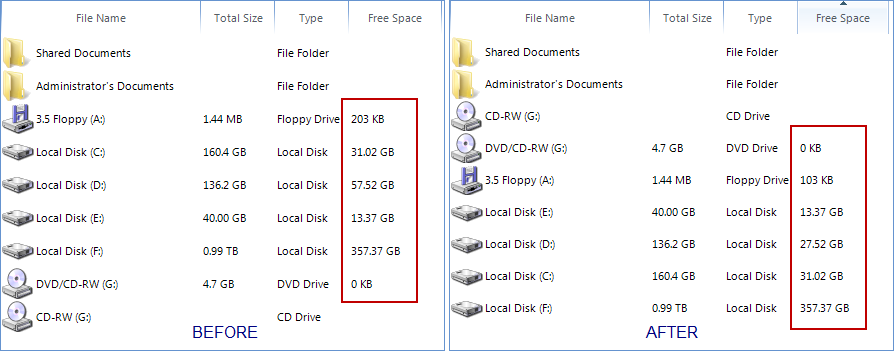 File Name Total Size Type Free Space
Shared Documents File Folder
Administrator's Documents File Folder
3.5 Floppy (A:) 1.44 MB Floppy Drive 203 KB
Local Disk (C:) 160.4 GB Local Disk 31.02 GB
Local Disk (D:) 136.2 GB Local Disk 57.52 GB
Local Disk (E:) 40.00 GB Local Disk 13.37 GB
Local Disk (F:) 0.99 TB Local Disk 357.37 GB
DVD/CD-RW (G:) 4.7 GB DVD Drive 0 KB
CD-RW (G:) CD Drive
BEFORE
File Name Total Size Type Free Space
Shared Documents File Folder
Administrator's Documents File Folder
CD-RW (G:) CD Drive
DVD/CD-RW (G:) 4.7 GB DVD Drive 0 KB
3.5 Floppy (A:) 1.44 MB Floppy Drive 103 KB
Local Disk (E:) 40.00 GB Local Disk 13.37 GB
Local Disk (D:) 136.2 GB Local Disk 27.52 GB
Local Disk (C:) 160.4 GB Local Disk 31.02 GB
Local Disk (F:) 0.99 TB Local Disk 357.37 GB
AFTER